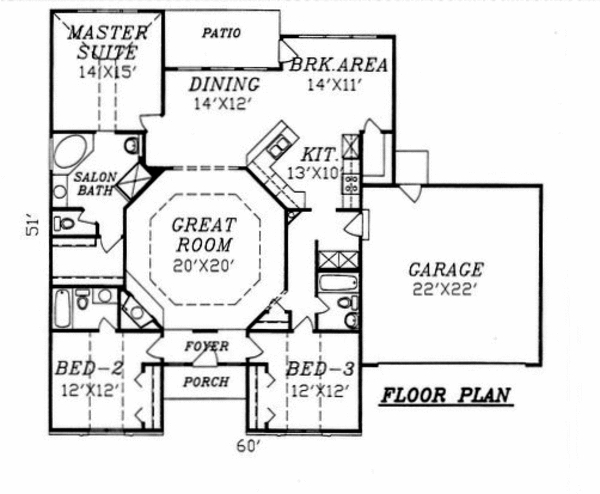 MASTER
SUITE
14'X15'
PATIO
DINING
14'X12'
BRK.AREA
14'X11'
KIT.
13'X10'
SALON
BATH
GREAT
ROOM
20'X20'
51'
GARAGE
22'X22'
BED-2
12'X12'
FOYER
PORCH
BED-3
12'X12'
FLOOR PLAN
60'